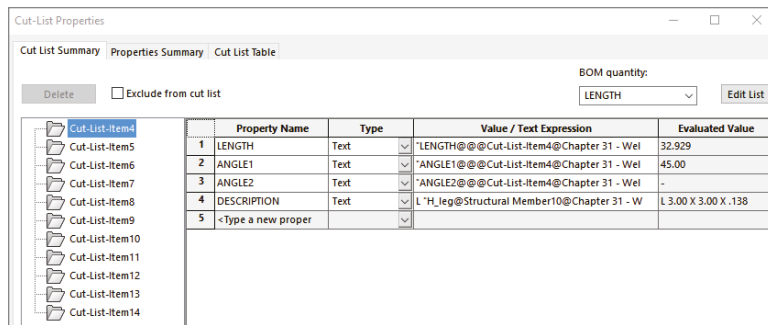 Cut-List Properties
Cut List Summary Properties Summary Cut List Table
BOM quantity:
Delete Exclude from cut list LENGTH Edit List
Property Name Type Value / Text Expression Evaluated Value
Cut-List-Item4
Cut-List-Item5
Cut-List-Item6
Cut-List-Item7
Cut-List-Item8
Cut-List-Item9
Cut-List-Item10
Cut-List-Item11
Cut-List-Item12
Cut-List-Item13
Cut-List-Item14
1 LENGTH Text "LENGTH@@@Cut-List-Item4@Chapter 31 - Wel 32.929
2 ANGLE1 Text "ANGLE1@@@Cut-List-Item4@Chapter 31 - Wel 45.00
3 ANGLE2 Text "ANGLE2@@@Cut-List-Item4@Chapter 31 - Wel -
4 DESCRIPTION Text L "H_leg@Structural Member10@Chapter 31 - W L 3.00 X 3.00 X .138
5 <Type a new proper